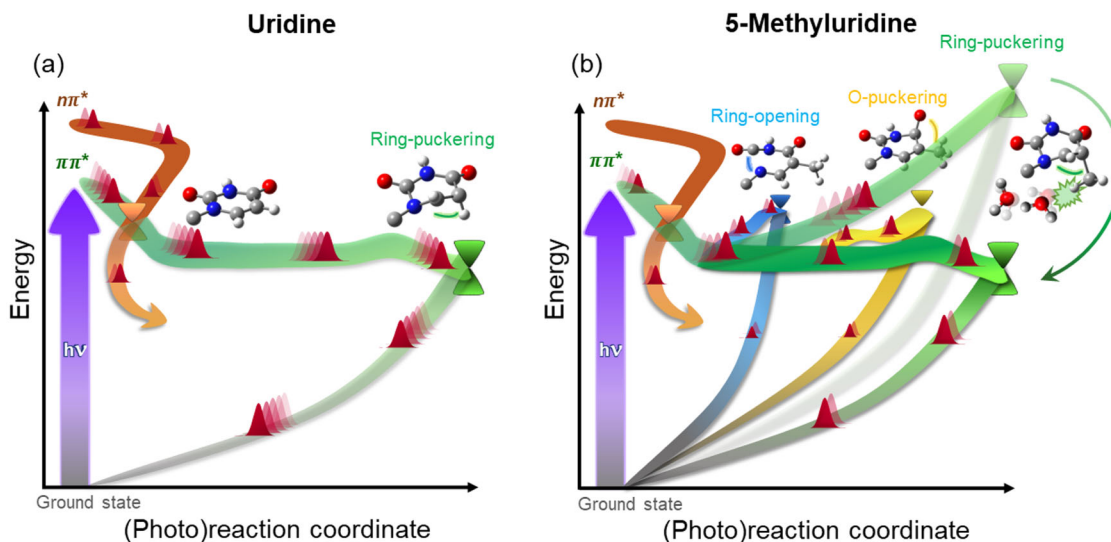 Uridine
(a)
nπ*
ππ*
Ring-puckering
Energy
hν
Ground state
(Photo)reaction coordinate
5-Methyluridine
(b)
Ring-puckering
O-puckering
Ring-opening
nπ*
ππ*
Energy
hν
Ground state
(Photo)reaction coordinate